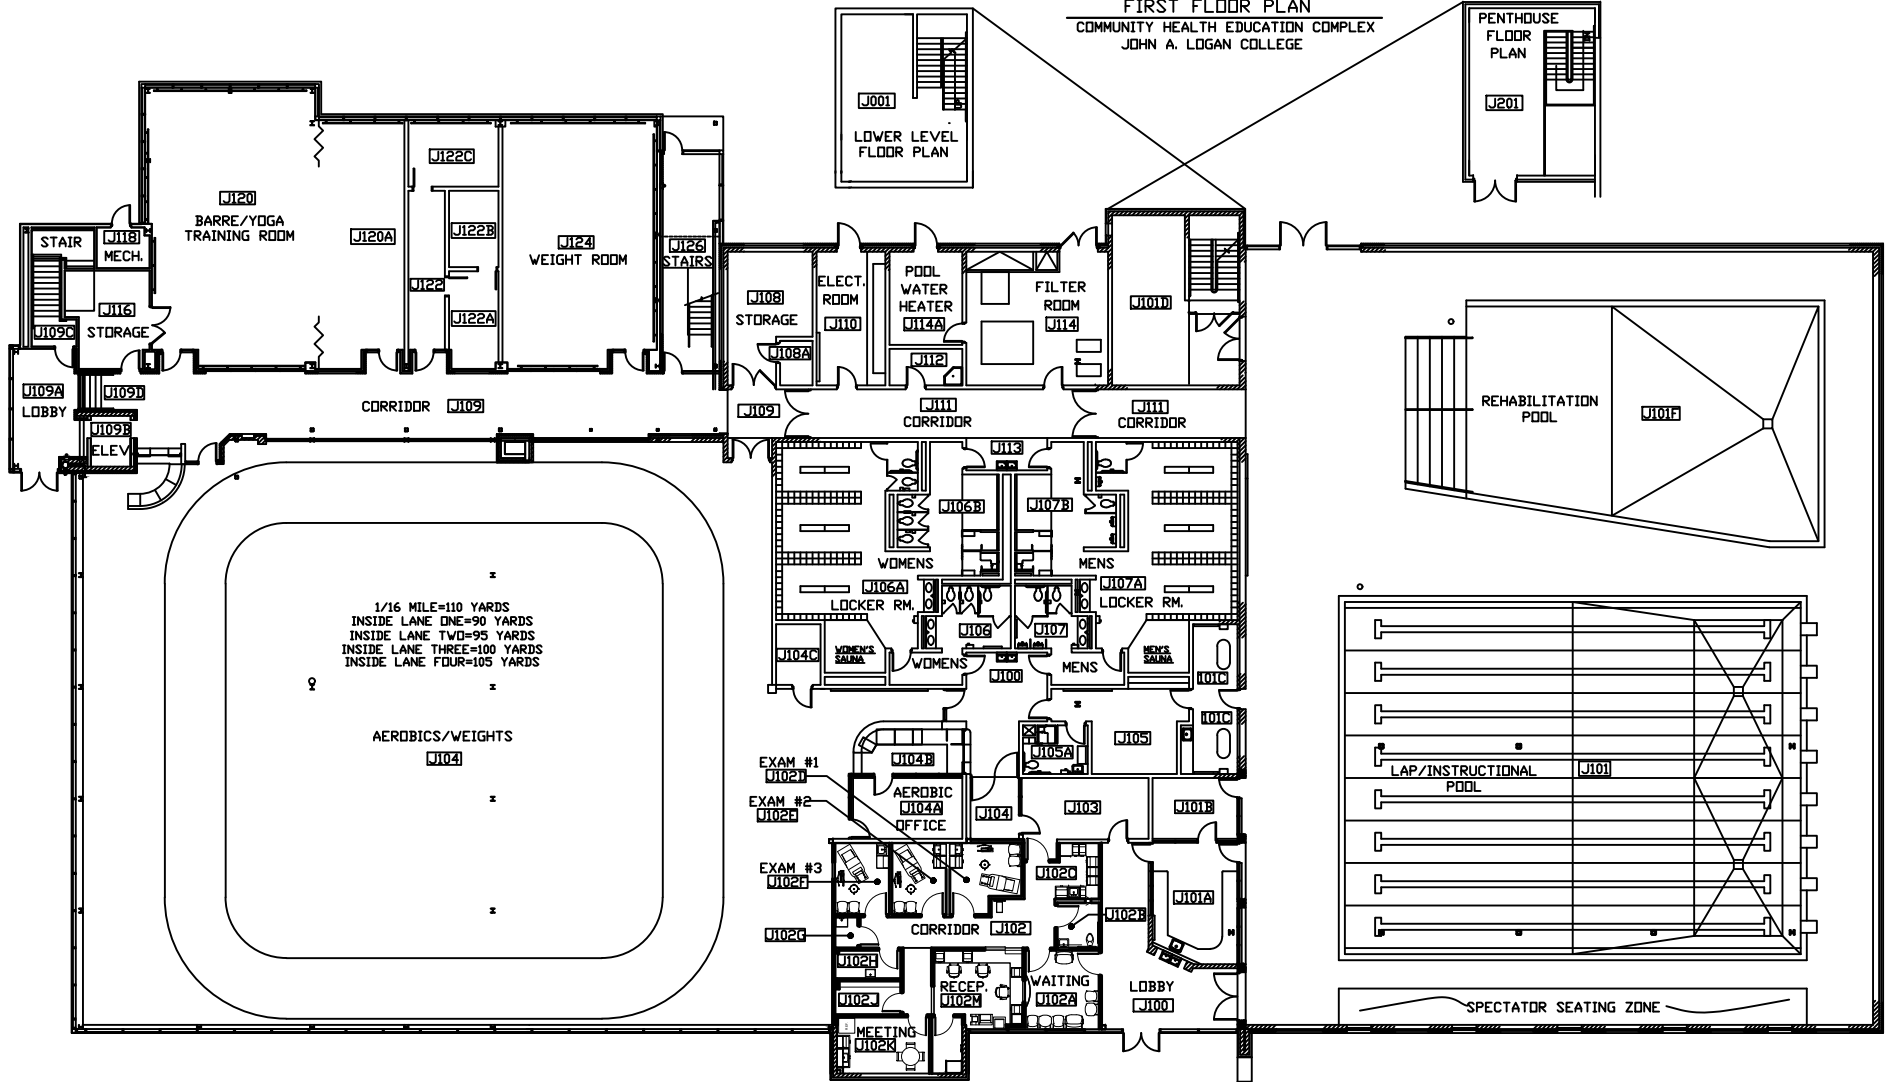 FIRST FLOOR PLAN
COMMUNITY HEALTH EDUCATION COMPLEX
JOHN A. LOGAN COLLEGE
PENTHOUSE
FLOOR
PLAN
J201
J001
LOWER LEVEL
FLOOR PLAN
J120
BARRE/YOGA
TRAINING ROOM
J120A
J122C
J122B
J122
J122A
J124
WEIGHT ROOM
J126
STAIRS
STAIR
J118
MECH.
J116
STORAGE
J109C
J109A
LOBBY
J109D
J109B
ELEV
CORRIDOR J109
J108
STORAGE
J108A
ELECT.
ROOM
J110
POOL
WATER
HEATER
J114A
J112
FILTER
ROOM
J114
J101D
J109
J111
CORRIDOR
J111
CORRIDOR
J113
J106B
J107B
WOMENS
J106A
LOCKER RM.
MENS
J107A
LOCKER RM.
J106
J107
J104C
WOMEN'S
SAUNA
WOMENS
MENS
MEN'S
SAUNA
J100
101C
101C
J105A
J105
J104B
AEROBIC
J104A
OFFICE
J104
J103
J101B
EXAM #1
J102D
EXAM #2
J102E
EXAM #3
J102F
J102G
J102C
J102B
J101A
CORRIDOR J102
J102H
J102J
RECEP.
J102M
WAITING
J102A
LOBBY
J100
MEETING
J102K
1/16 MILE=110 YARDS
INSIDE LANE ONE=90 YARDS
INSIDE LANE TWO=95 YARDS
INSIDE LANE THREE=100 YARDS
INSIDE LANE FOUR=105 YARDS
AEROBICS/WEIGHTS
J104
REHABILITATION
POOL
J101F
LAP/INSTRUCTIONAL
POOL
J101
SPECTATOR SEATING ZONE